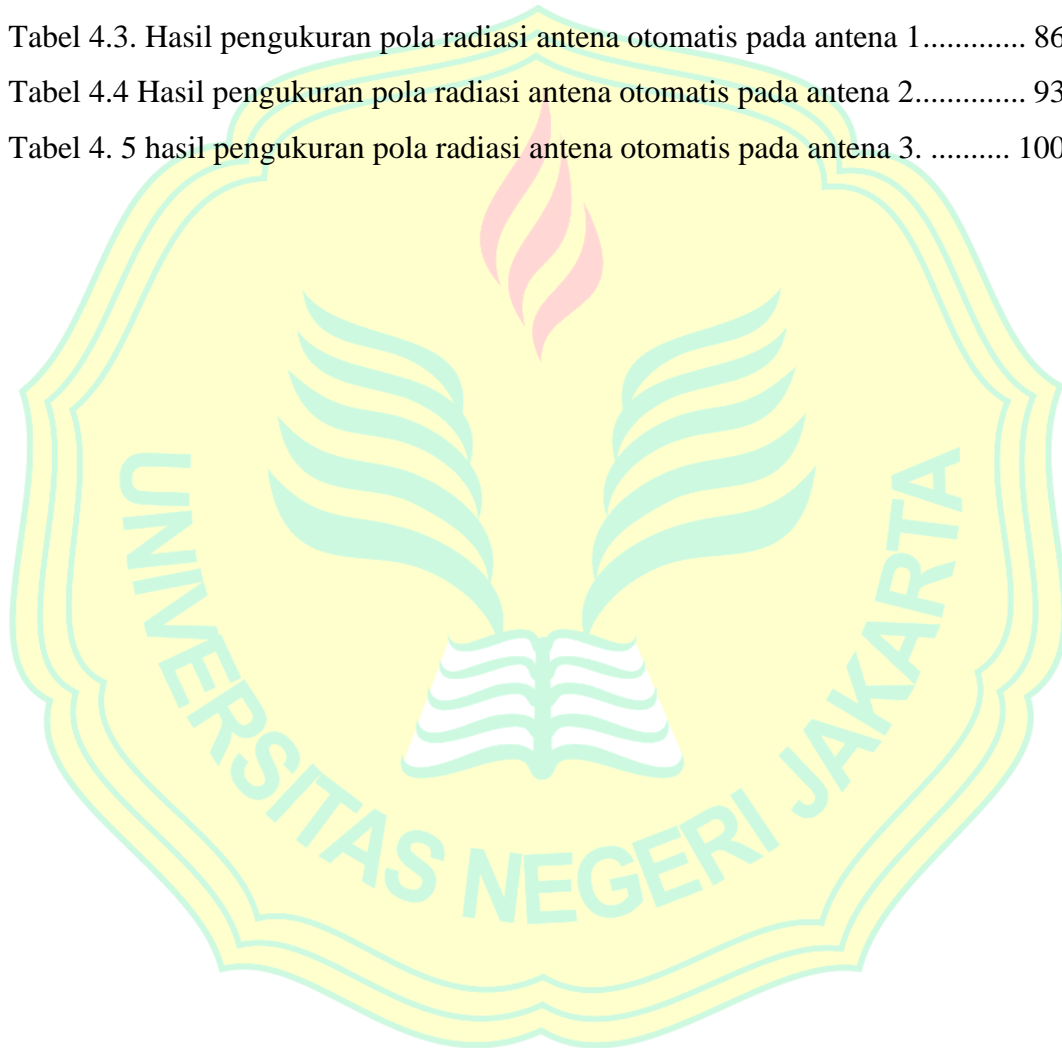 Tabel 4.3. Hasil pengukuran pola radiasi antena otomatis pada antena 1............. 86
Tabel 4.4 Hasil pengukuran pola radiasi antena otomatis pada antena 2.............. 93
Tabel 4. 5 hasil pengukuran pola radiasi antena otomatis pada antena 3. .......... 100
UNIVERSITAS NEGERI JAKARTA